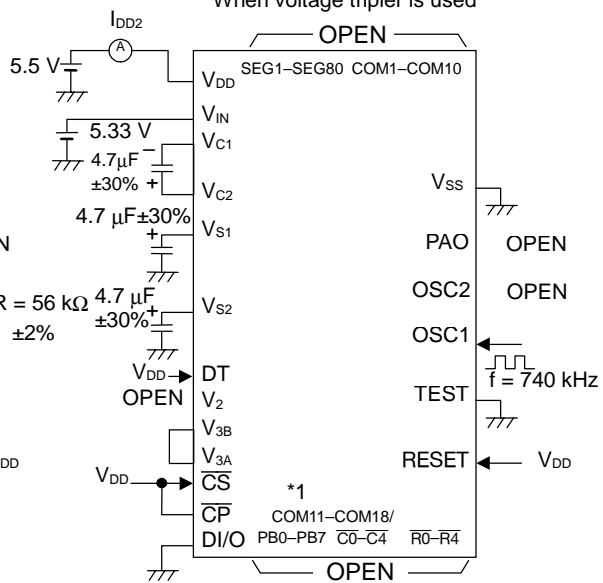 When voltage tripler is used
IDD2
A
OPEN
5.5 V
VDD
SEG1–SEG80 COM1–COM10
VIN
5.33 V
VC1
–
4.7µF
±30%
+
VC2
VSS
4.7 µF±30%
+
VS1
PAO OPEN
N
OSC2 OPEN
R = 56 kΩ
±2%
4.7 µF
±30%
+
VS2
OSC1
f = 740 kHz
VDD
DT
OPEN
V2
TEST
V3B
V3A
RESET
VDD
DD
VDD
CS
*1
CP
COM11–COM18/
DI/O
PB0–PB7 C0–C4 R0–R4
OPEN